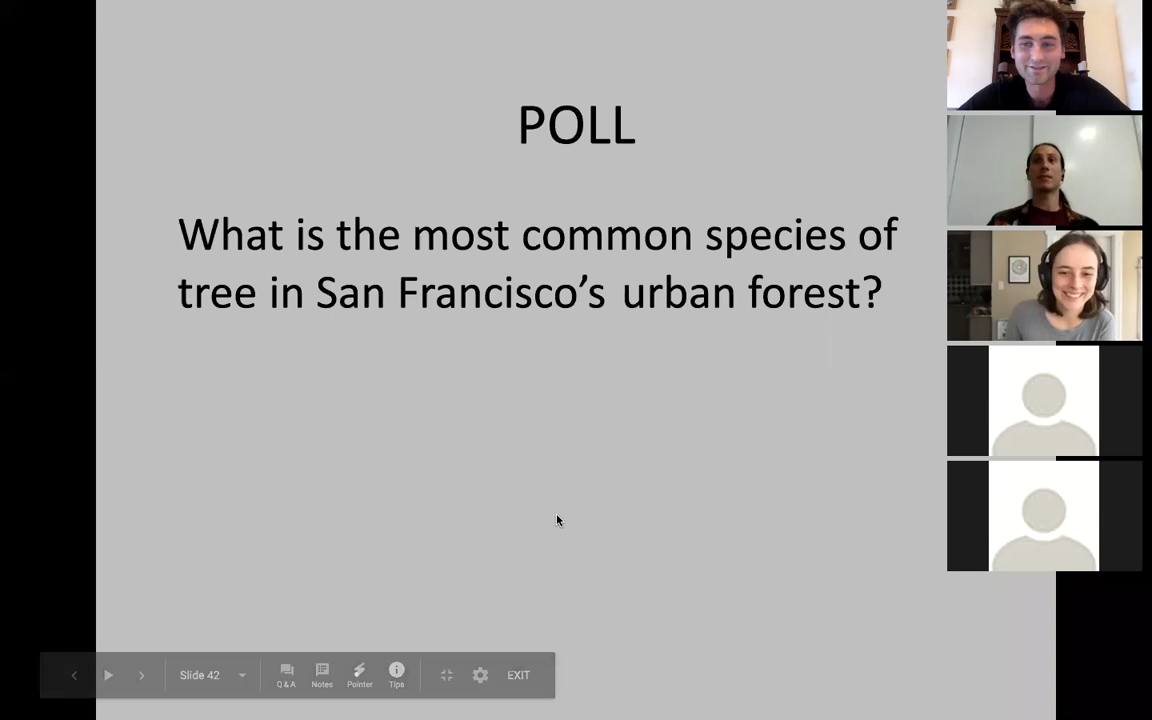 POLL
What is the most common species of
tree in San Francisco’s urban forest?
Slide 42
Q & A
Notes
Pointer
Tips
EXIT